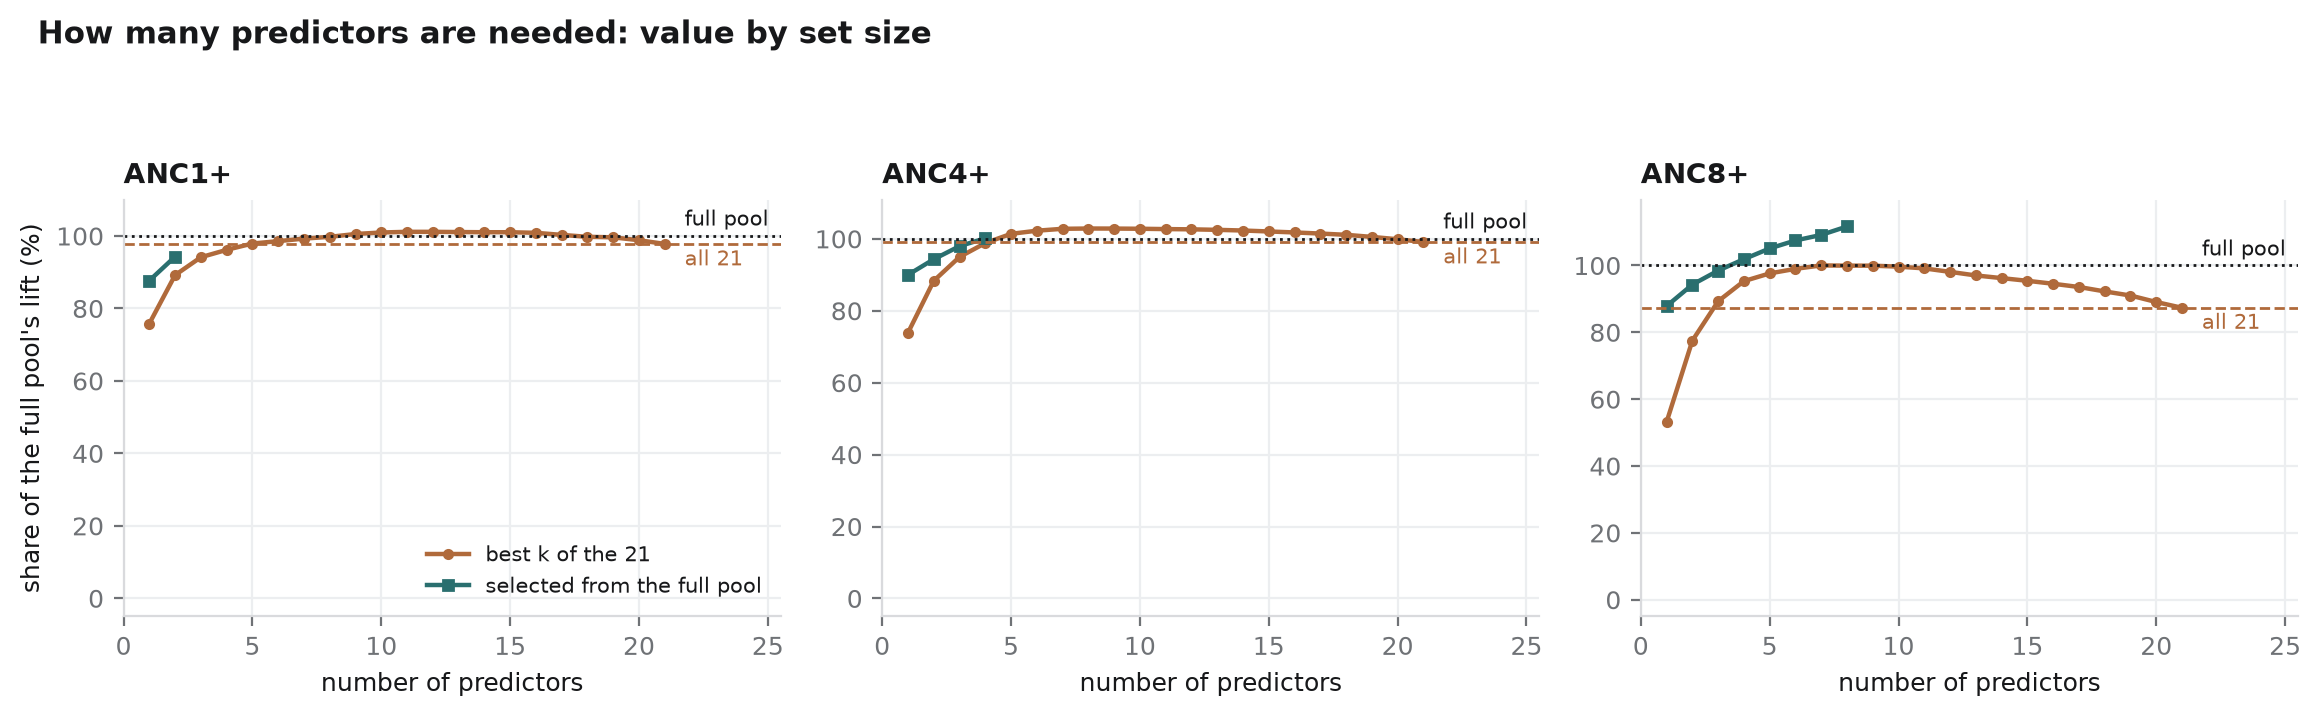 How many predictors are needed: value by set size
ANC1+
share of the full pool's lift (%)
100
80
60
40
20
0
full pool
all 21
best k of the 21
selected from the full pool
0 5 10 15 20 25
number of predictors
ANC4+
100
80
60
40
20
0
full pool
all 21
0 5 10 15 20 25
number of predictors
ANC8+
100
80
60
40
20
0
full pool
all 21
0 5 10 15 20 25
number of predictors